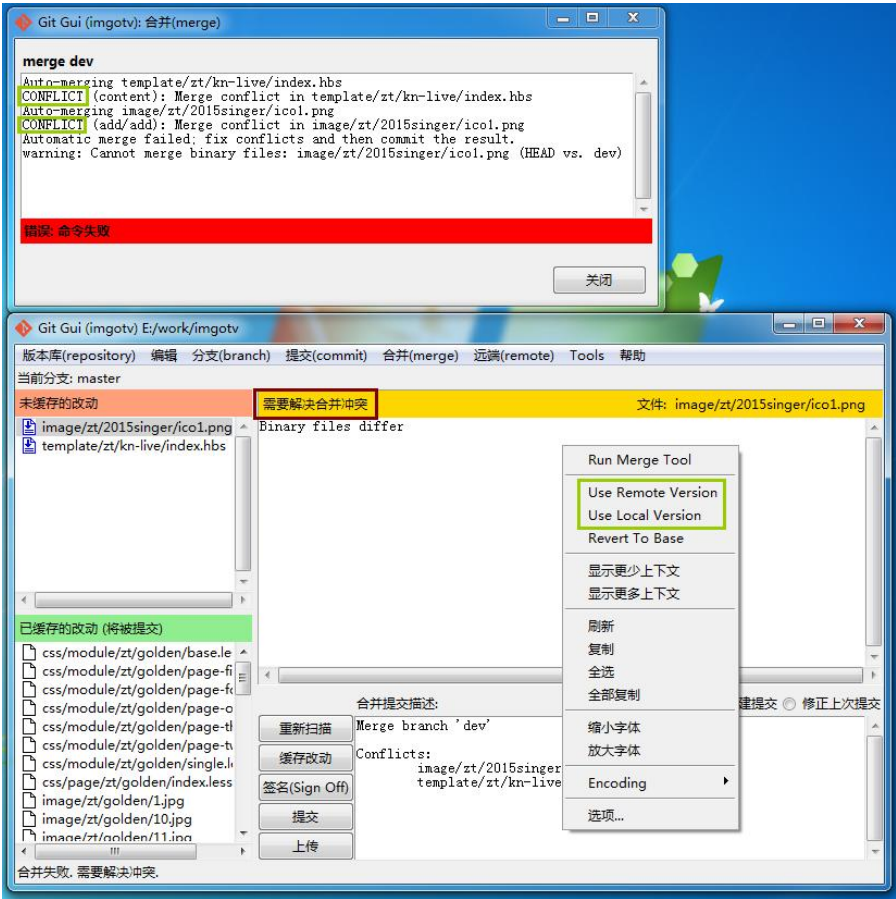 Git Gui (imgotv): 合并(merge)
merge dev
Auto-merging template/zt/kn-live/index.hbs
CONFLICT (content): Merge conflict in template/zt/kn-live/index.hbs
Auto-merging image/zt/2015singer/ico1.png
CONFLICT (add/add): Merge conflict in image/zt/2015singer/ico1.png
Automatic merge failed; fix conflicts and then commit the result.
warning: Cannot merge binary files: image/zt/2015singer/ico1.png (HEAD vs. dev)
错误: 命令失败
关闭
Git Gui (imgotv) E:/work/imgotv
版本库(repository) 编辑 分支(branch) 提交(commit) 合并(merge) 远端(remote) Tools 帮助
当前分支: master
未缓存的改动
image/zt/2015singer/ico1.png
template/zt/kn-live/index.hbs
需要解决合并冲突 文件: image/zt/2015singer/ico1.png
Binary files differ
Run Merge Tool
Use Remote Version
Use Local Version
Revert To Base
显示更少上下文
显示更多上下文
刷新
复制
全选
全部复制
缩小字体
放大字体
Encoding
选项...
已缓存的改动 (将被提交)
css/module/zt/golden/base.le
css/module/zt/golden/page-fi
css/module/zt/golden/page-fo
css/module/zt/golden/page-o
css/module/zt/golden/page-th
css/module/zt/golden/page-tw
css/module/zt/golden/single.le
css/page/zt/golden/index.less
image/zt/golden/1.jpg
image/zt/golden/10.jpg
image/zt/golden/11.jpg
合并提交描述:
建提交 修正上次提交
重新扫描
缓存改动
签名(Sign Off)
提交
上传
Merge branch 'dev'
Conflicts:
image/zt/2015singer
template/zt/kn-live
合并失败. 需要解决冲突.